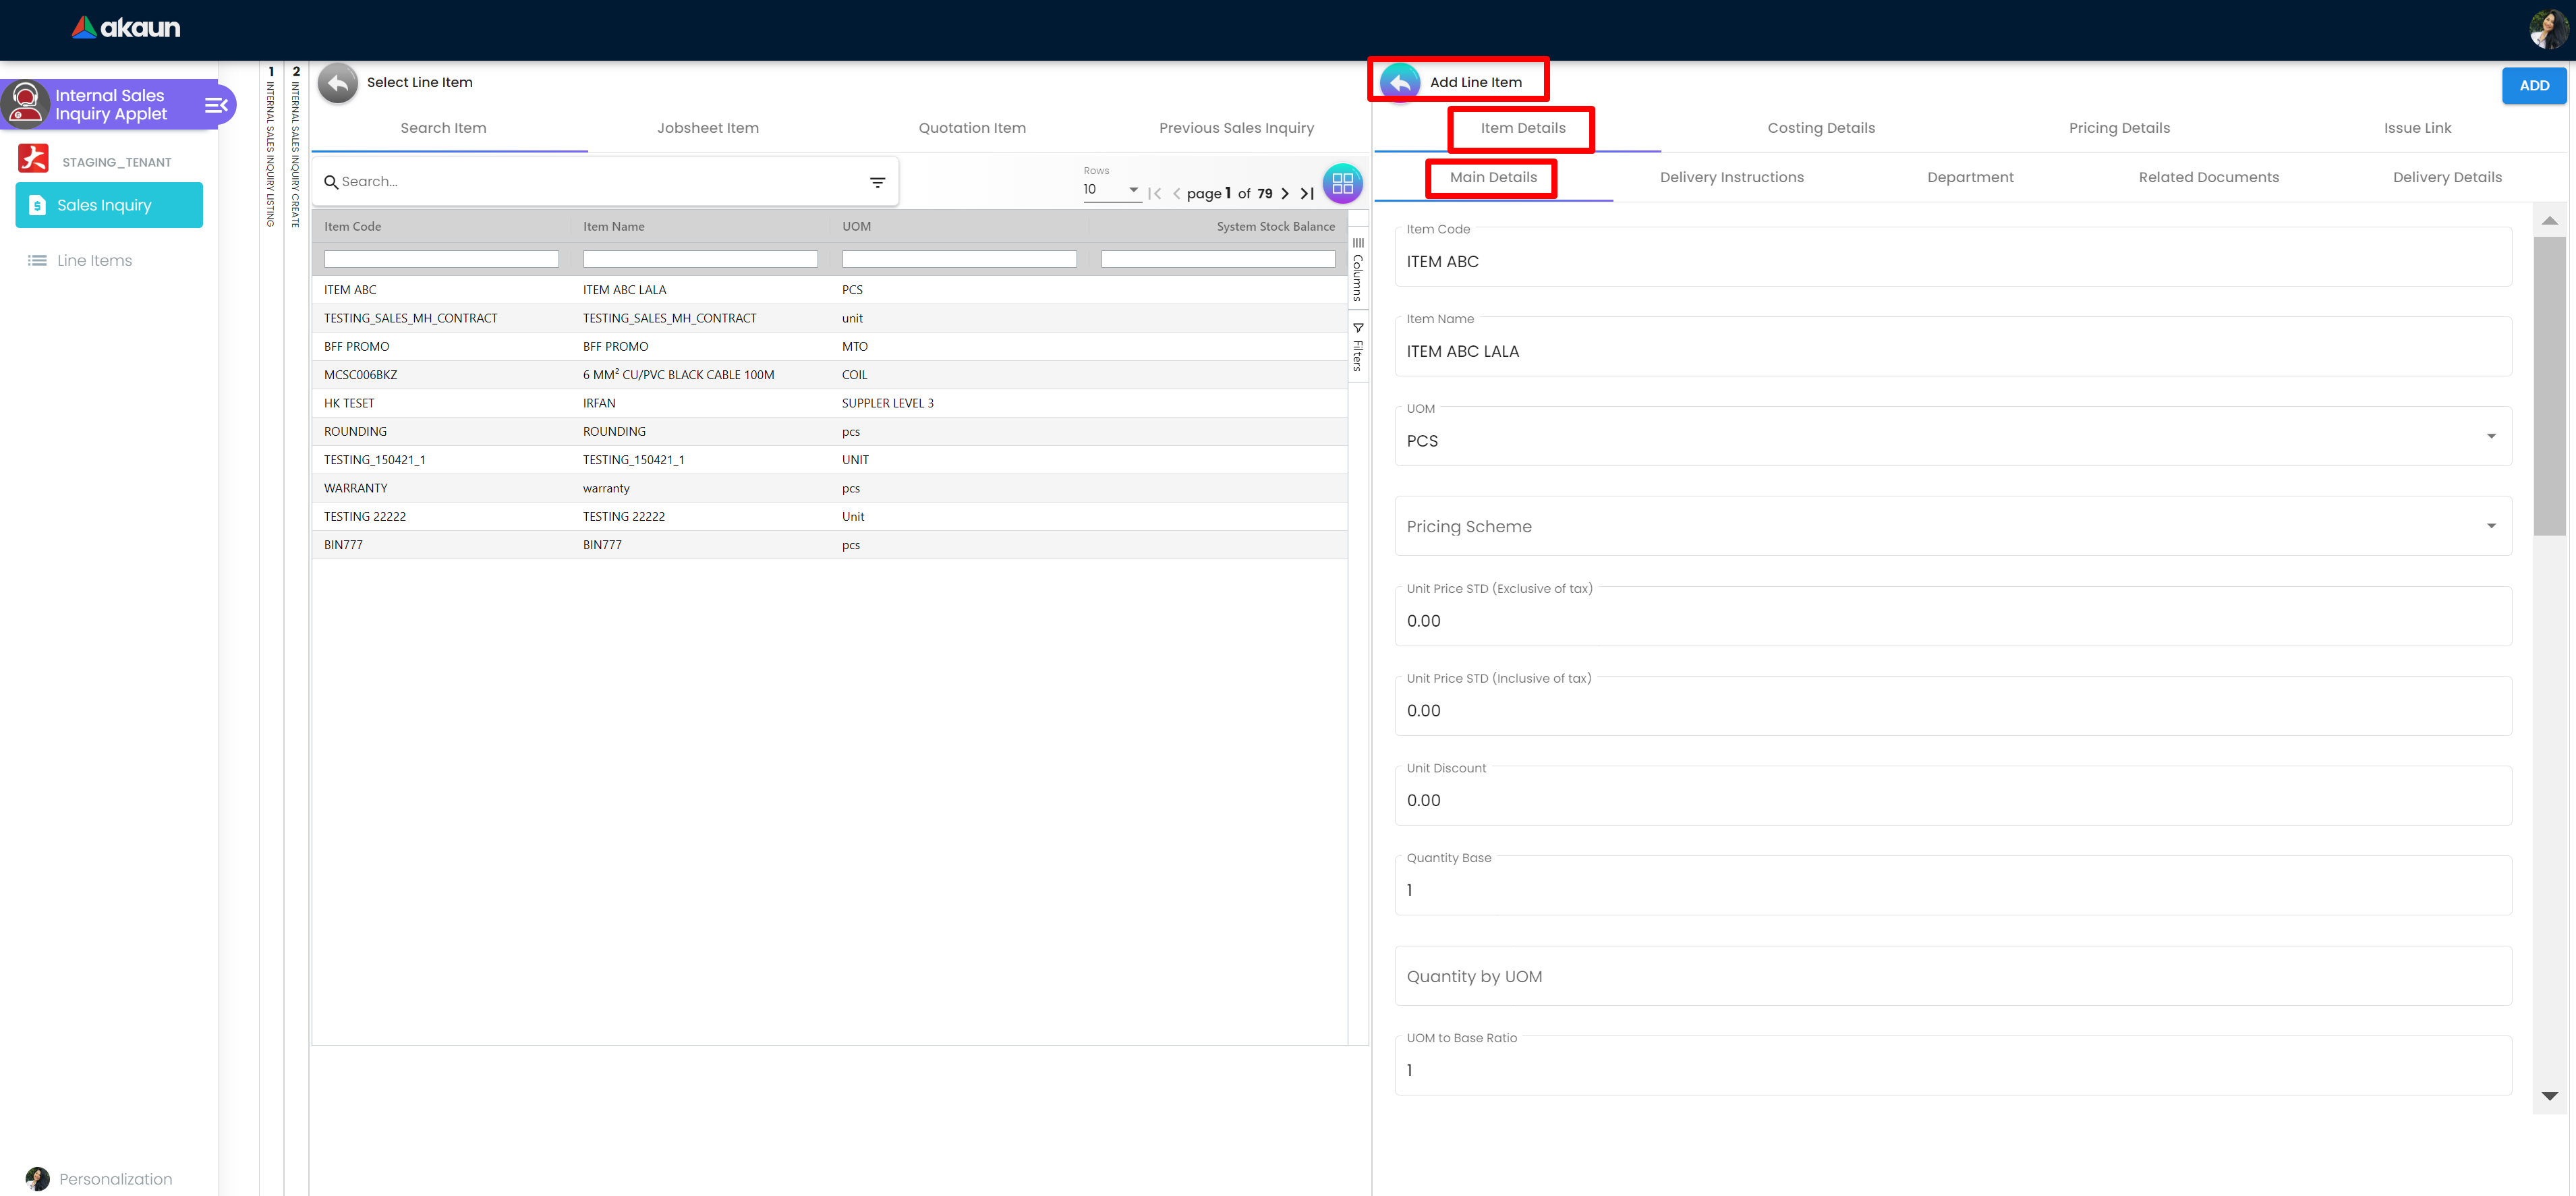 akaun
Internal Sales
Inquiry Applet
STAGING_TENANT
Sales Inquiry
Line Items
Personalization
1
INTERNAL SALES INQUIRY LISTING
2
INTERNAL SALES INQUIRY CREATE
Select Line Item
Search Item Jobsheet Item Quotation Item Previous Sales Inquiry
Search...
Rows
10
page 1 of 79
Item Code Item Name UOM System Stock Balance
ITEM ABC ITEM ABC LALA PCS
TESTING_SALES_MH_CONTRACT TESTING_SALES_MH_CONTRACT unit
BFF PROMO BFF PROMO MTO
MCSC006BKZ 6 MM² CU/PVC BLACK CABLE 100M COIL
HK TESET IRFAN SUPPLER LEVEL 3
ROUNDING ROUNDING pcs
TESTING_150421_1 TESTING_150421_1 UNIT
WARRANTY warranty pcs
TESTING 22222 TESTING 22222 Unit
BIN777 BIN777 pcs
Columns
Filters
Add Line Item
ADD
Item Details Costing Details Pricing Details Issue Link
Main Details Delivery Instructions Department Related Documents Delivery Details
Item Code
ITEM ABC
Item Name
ITEM ABC LALA
UOM
PCS
Pricing Scheme
Unit Price STD (Exclusive of tax)
0.00
Unit Price STD (Inclusive of tax)
0.00
Unit Discount
0.00
Quantity Base
1
Quantity by UOM
UOM to Base Ratio
1